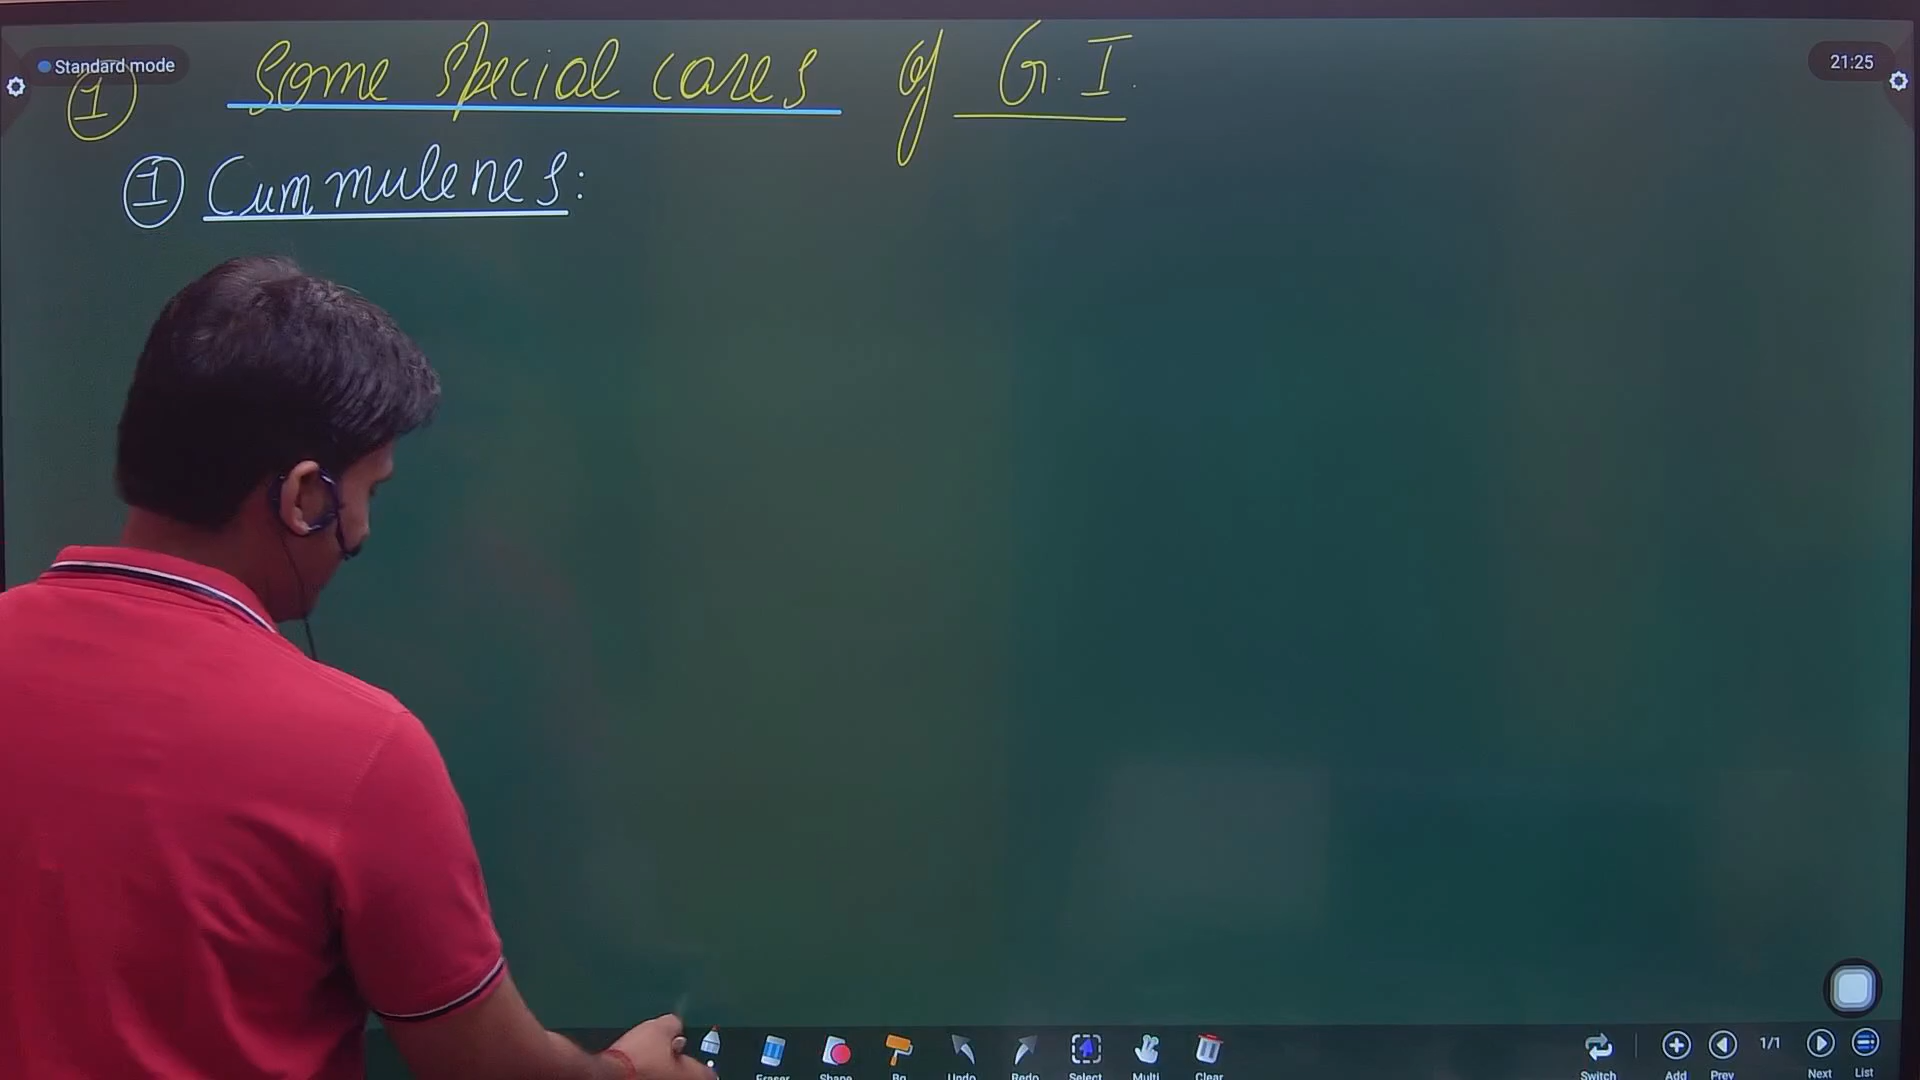 Standard mode
21:25
① Some special cases of G.I.
① Cummulenes:
Eraser Shape Bg Undo Redo Select Multi Clear Switch Add Prev 1/1 Next List